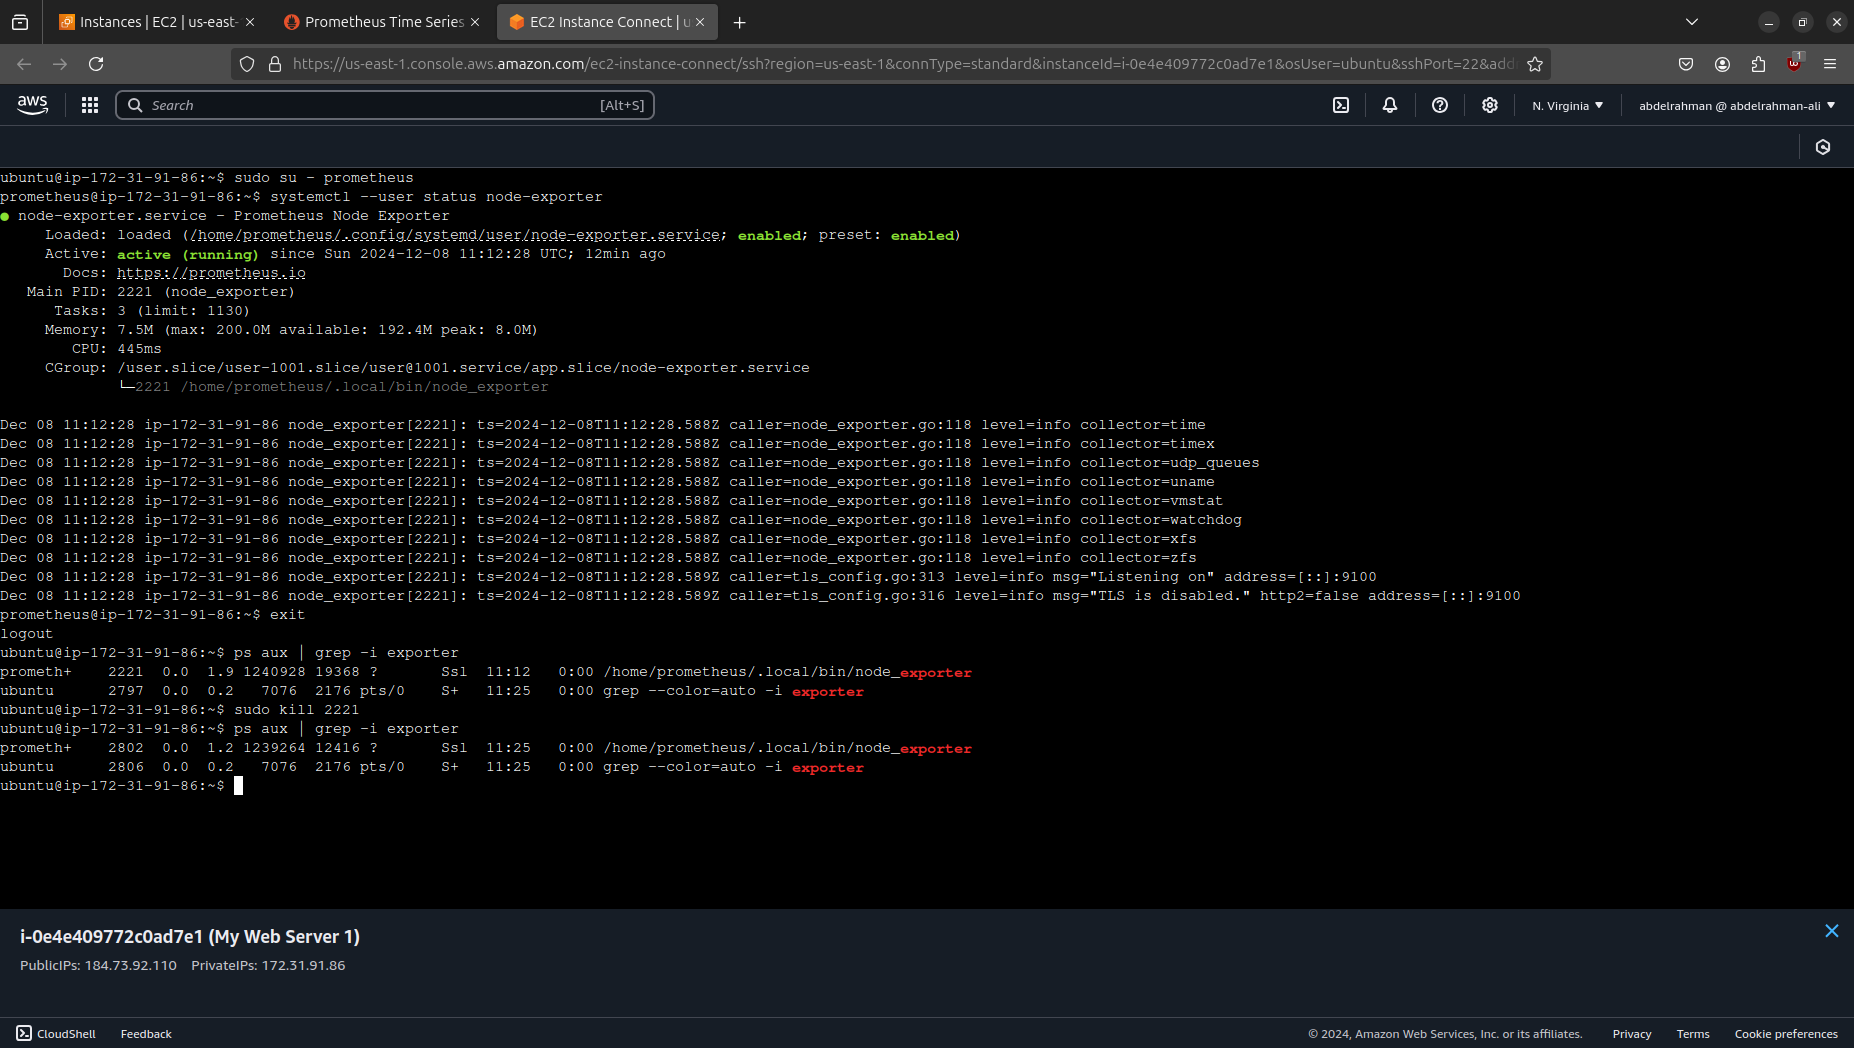 Instances | EC2 | us-east-
Prometheus Time Series
EC2 Instance Connect | u
https://us-east-1.console.aws.amazon.com/ec2-instance-connect/ssh?region=us-east-1&connType=standard&instanceId=i-0e4e409772c0ad7e1&osUser=ubuntu&sshPort=22&addr
1
aws
Search
[Alt+S]
N. Virginia
abdelrahman @ abdelrahman-ali
ubuntu@ip-172-31-91-86:~$ sudo su - prometheus
prometheus@ip-172-31-91-86:~$ systemctl --user status node-exporter
● node-exporter.service - Prometheus Node Exporter
Loaded: loaded (/home/prometheus/.config/systemd/user/node-exporter.service; enabled; preset: enabled)
Active: active (running) since Sun 2024-12-08 11:12:28 UTC; 12min ago
Docs: https://prometheus.io
Main PID: 2221 (node_exporter)
Tasks: 3 (limit: 1130)
Memory: 7.5M (max: 200.0M available: 192.4M peak: 8.0M)
CPU: 445ms
CGroup: /user.slice/user-1001.slice/user@1001.service/app.slice/node-exporter.service
└─2221 /home/prometheus/.local/bin/node_exporter
Dec 08 11:12:28 ip-172-31-91-86 node_exporter[2221]: ts=2024-12-08T11:12:28.588Z caller=node_exporter.go:118 level=info collector=time
Dec 08 11:12:28 ip-172-31-91-86 node_exporter[2221]: ts=2024-12-08T11:12:28.588Z caller=node_exporter.go:118 level=info collector=timex
Dec 08 11:12:28 ip-172-31-91-86 node_exporter[2221]: ts=2024-12-08T11:12:28.588Z caller=node_exporter.go:118 level=info collector=udp_queues
Dec 08 11:12:28 ip-172-31-91-86 node_exporter[2221]: ts=2024-12-08T11:12:28.588Z caller=node_exporter.go:118 level=info collector=uname
Dec 08 11:12:28 ip-172-31-91-86 node_exporter[2221]: ts=2024-12-08T11:12:28.588Z caller=node_exporter.go:118 level=info collector=vmstat
Dec 08 11:12:28 ip-172-31-91-86 node_exporter[2221]: ts=2024-12-08T11:12:28.588Z caller=node_exporter.go:118 level=info collector=watchdog
Dec 08 11:12:28 ip-172-31-91-86 node_exporter[2221]: ts=2024-12-08T11:12:28.588Z caller=node_exporter.go:118 level=info collector=xfs
Dec 08 11:12:28 ip-172-31-91-86 node_exporter[2221]: ts=2024-12-08T11:12:28.588Z caller=node_exporter.go:118 level=info collector=zfs
Dec 08 11:12:28 ip-172-31-91-86 node_exporter[2221]: ts=2024-12-08T11:12:28.589Z caller=tls_config.go:313 level=info msg="Listening on" address=[::]:9100
Dec 08 11:12:28 ip-172-31-91-86 node_exporter[2221]: ts=2024-12-08T11:12:28.589Z caller=tls_config.go:316 level=info msg="TLS is disabled." http2=false address=[::]:9100
prometheus@ip-172-31-91-86:~$ exit
logout
ubuntu@ip-172-31-91-86:~$ ps aux | grep -i exporter
prometh+ 2221 0.0 1.9 1240928 19368 ? Ssl 11:12 0:00 /home/prometheus/.local/bin/node_exporter
ubuntu 2797 0.0 0.2 7076 2176 pts/0 S+ 11:25 0:00 grep --color=auto -i exporter
ubuntu@ip-172-31-91-86:~$ sudo kill 2221
ubuntu@ip-172-31-91-86:~$ ps aux | grep -i exporter
prometh+ 2802 0.0 1.2 1239264 12416 ? Ssl 11:25 0:00 /home/prometheus/.local/bin/node_exporter
ubuntu 2806 0.0 0.2 7076 2176 pts/0 S+ 11:25 0:00 grep --color=auto -i exporter
ubuntu@ip-172-31-91-86:~$
i-0e4e409772c0ad7e1 (My Web Server 1)
PublicIPs: 184.73.92.110 PrivateIPs: 172.31.91.86
CloudShell
Feedback
© 2024, Amazon Web Services, Inc. or its affiliates.
Privacy
Terms
Cookie preferences